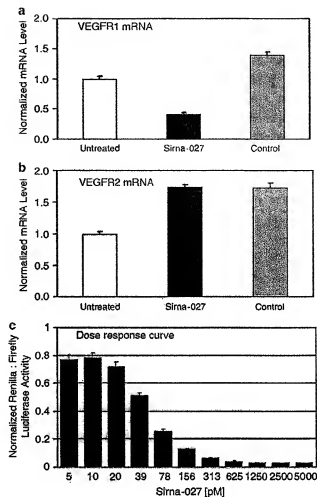 a
VEGFR1 mRNA
Normalized mRNA Level
2.0
1.5
1.0
0.5
0.0
Untreated Sirna-027 Control
b
VEGFR2 mRNA
Normalized mRNA Level
2.0
1.5
1.0
0.5
0.0
Untreated Sirna-027 Control
c
Dose response curve
Normalized Renilla : Firefly
Luciferase Activity
1
0.8
0.6
0.4
0.2
0
5 10 20 39 78 156 313 625 1250 2500 5000
Sirna-027 [pM]